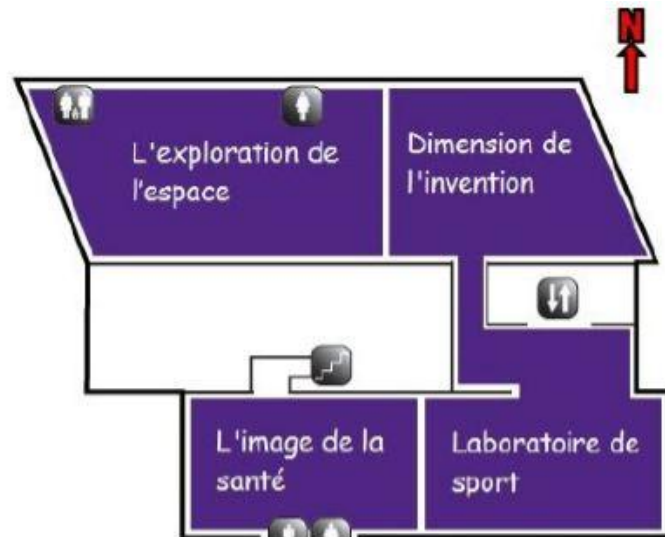 N
L'exploration de
l'espace
Dimension de
l'invention
L'image de la
santé
Laboratoire de
sport